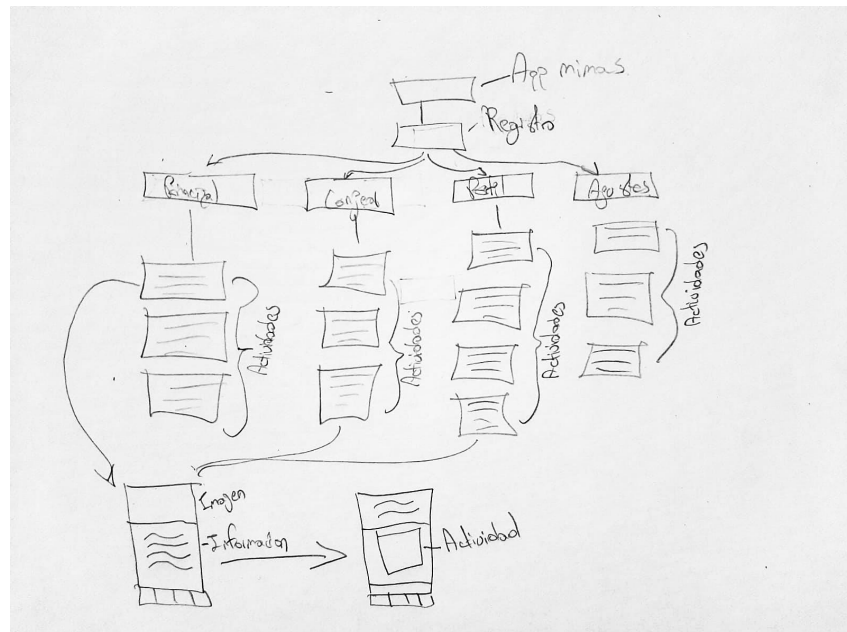 App mimas
Registro
Principal
Consejos
Perfil
Ajustes
Actividades
Actividades
Actividades
Actividades
Imagen
-Informacion
Actividad